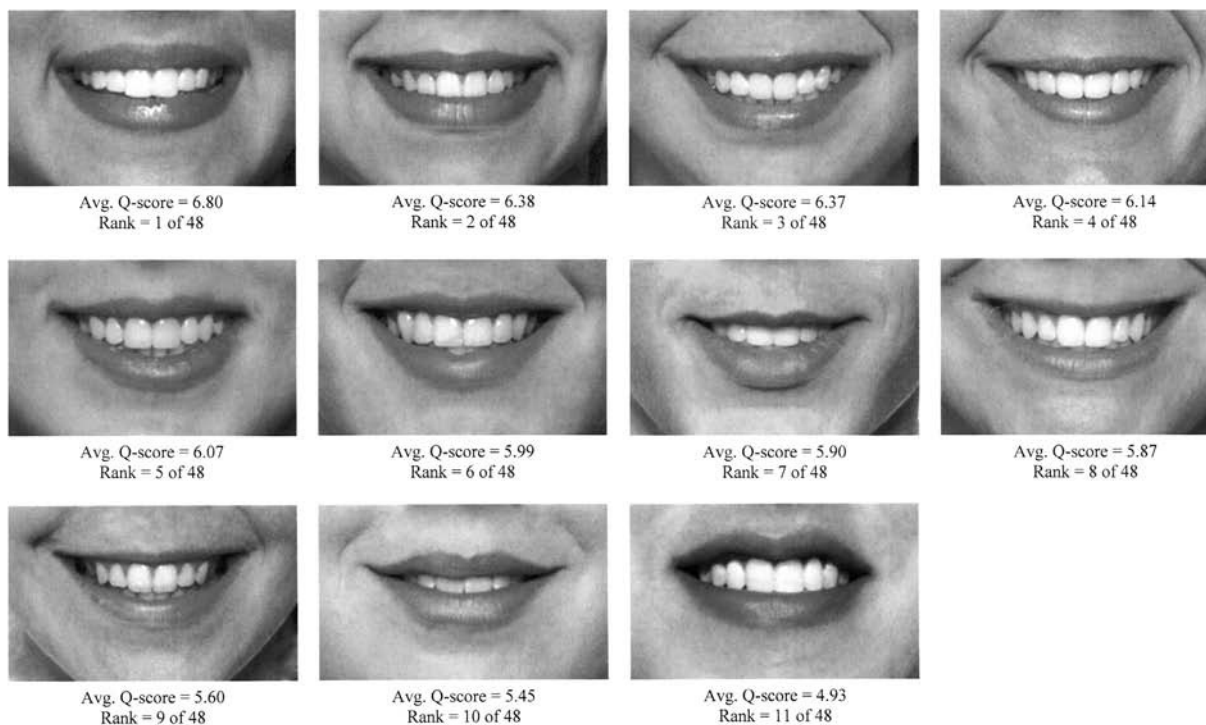 Avg. Q-score = 6.80
Rank = 1 of 48
Avg. Q-score = 6.38
Rank = 2 of 48
Avg. Q-score = 6.37
Rank = 3 of 48
Avg. Q-score = 6.14
Rank = 4 of 48
Avg. Q-score = 6.07
Rank = 5 of 48
Avg. Q-score = 5.99
Rank = 6 of 48
Avg. Q-score = 5.90
Rank = 7 of 48
Avg. Q-score = 5.87
Rank = 8 of 48
Avg. Q-score = 5.60
Rank = 9 of 48
Avg. Q-score = 5.45
Rank = 10 of 48
Avg. Q-score = 4.93
Rank = 11 of 48